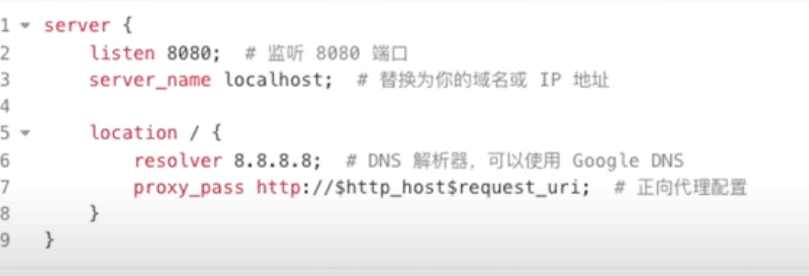 1 server {
2 listen 8080; # 监听 8080 端口
3 server_name localhost; # 替换为你的域名或 IP 地址
4
5 location / {
6 resolver 8.8.8.8; # DNS 解析器，可以使用 Google DNS
7 proxy_pass http://$http_host$request_uri; # 正向代理配置
8 }
9 }